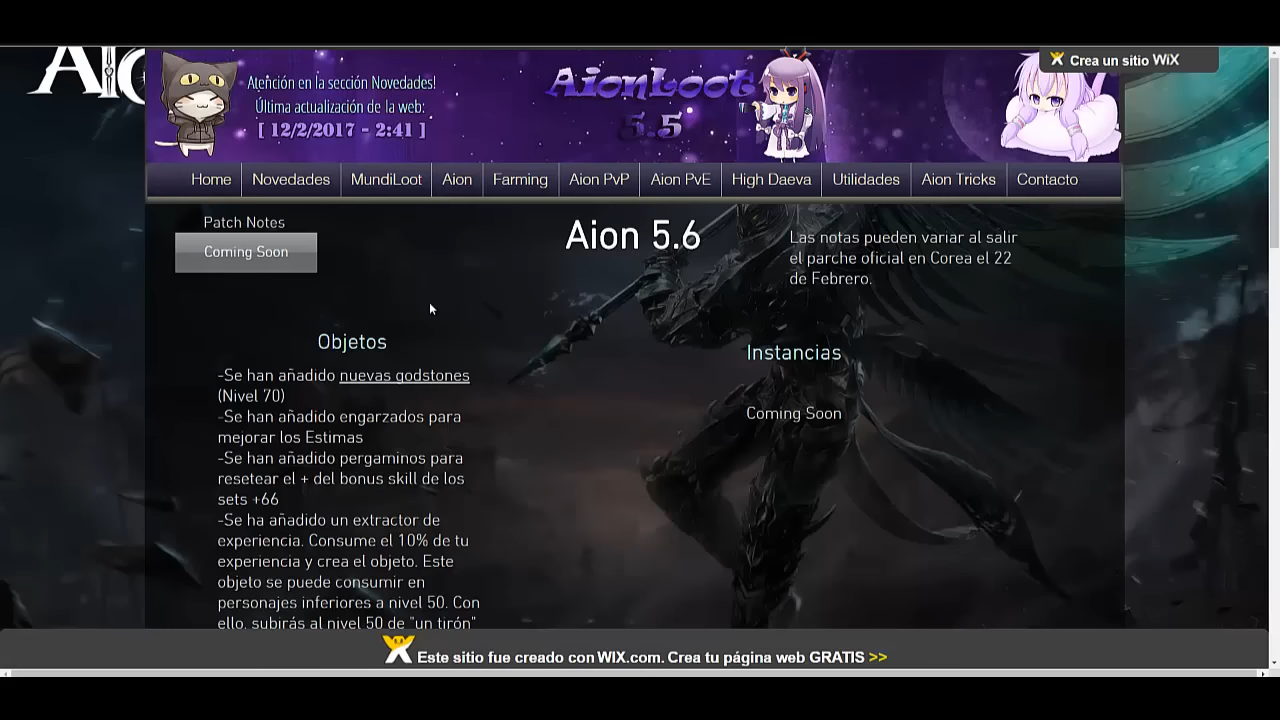 Crea un sitio WiX
Atención en la sección Novedades!
Última actualización de la web:
[ 12/2/2017 - 2:41 ]
AionLoot
5.5
Home Novedades MundiLoot Aion Farming Aion PvP Aion PvE High Daeva Utilidades Aion Tricks Contacto
Patch Notes
Coming Soon
Aion 5.6
Las notas pueden variar al salir
el parche oficial en Corea el 22
de Febrero.
Objetos
-Se han añadido nuevas godstones
(Nivel 70)
-Se han añadido engarzados para
mejorar los Estimas
-Se han añadido pergaminos para
resetear el + del bonus skill de los
sets +66
-Se ha añadido un extractor de
experiencia. Consume el 10% de tu
experiencia y crea el objeto. Este
objeto se puede consumir en
personajes inferiores a nivel 50. Con
ello, subirás al nivel 50 de "un tirón"
Instancias
Coming Soon
Este sitio fue creado con WIX.com. Crea tu página web GRATIS >>